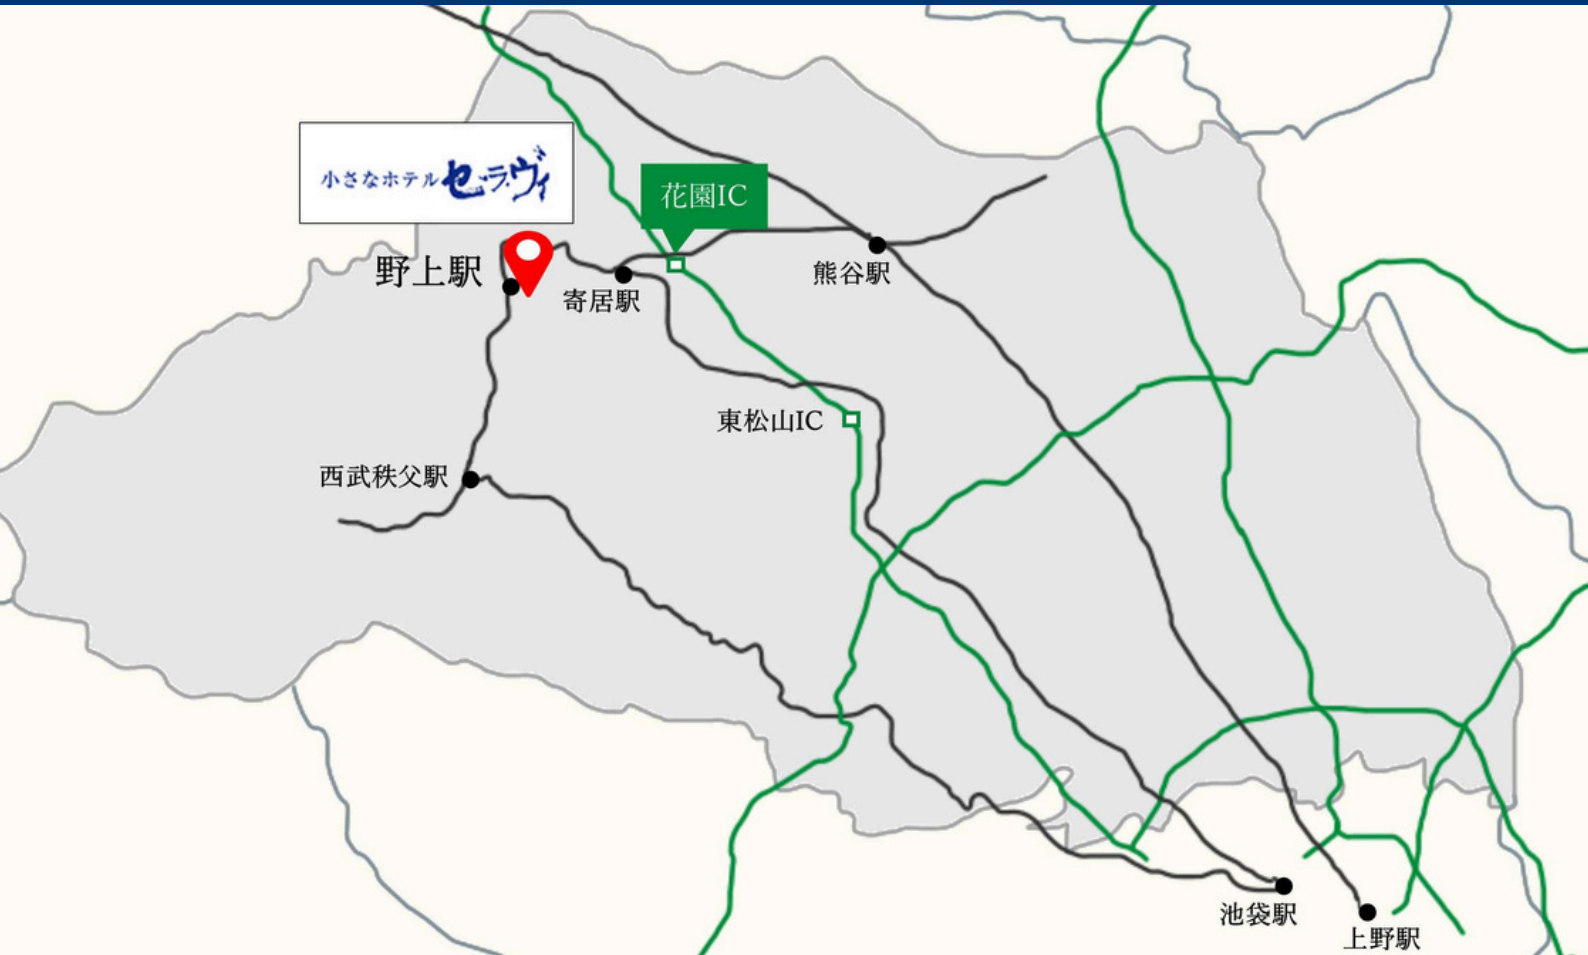 小さなホテルセ・ラ・ヴィ
花園IC
野上駅
寄居駅
熊谷駅
東松山IC
西武秩父駅
池袋駅
上野駅